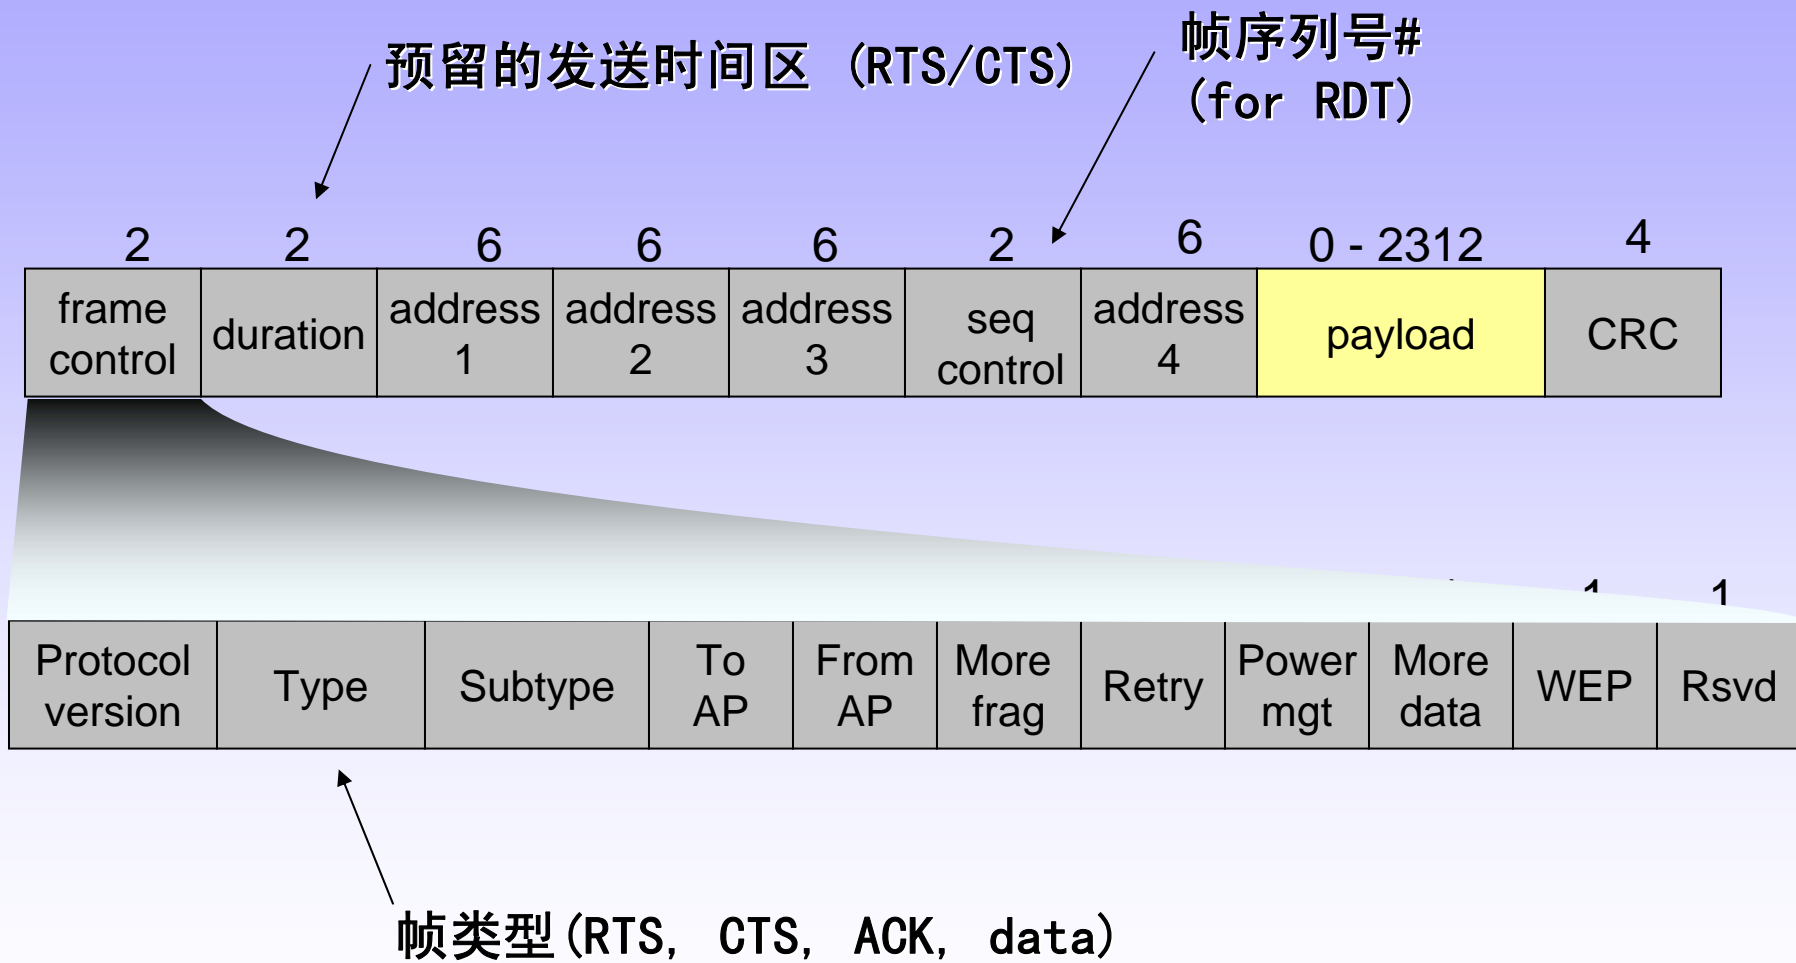 预留的发送时间区 (RTS/CTS)
帧序列号#
(for RDT)
2 2 6 6 6 2 6 0 - 2312 4
frame control
duration
address 1
address 2
address 3
seq control
address 4
payload
CRC
1 1
Protocol version
Type
Subtype
To AP
From AP
More frag
Retry
Power mgt
More data
WEP
Rsvd
帧类型(RTS, CTS, ACK, data)